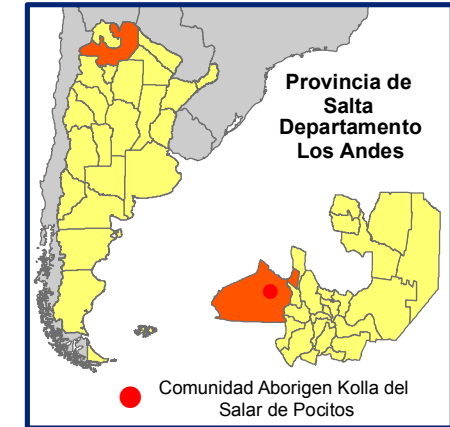 Provincia de
Salta
Departamento
Los Andes
Comunidad Aborigen Kolla del
Salar de Pocitos